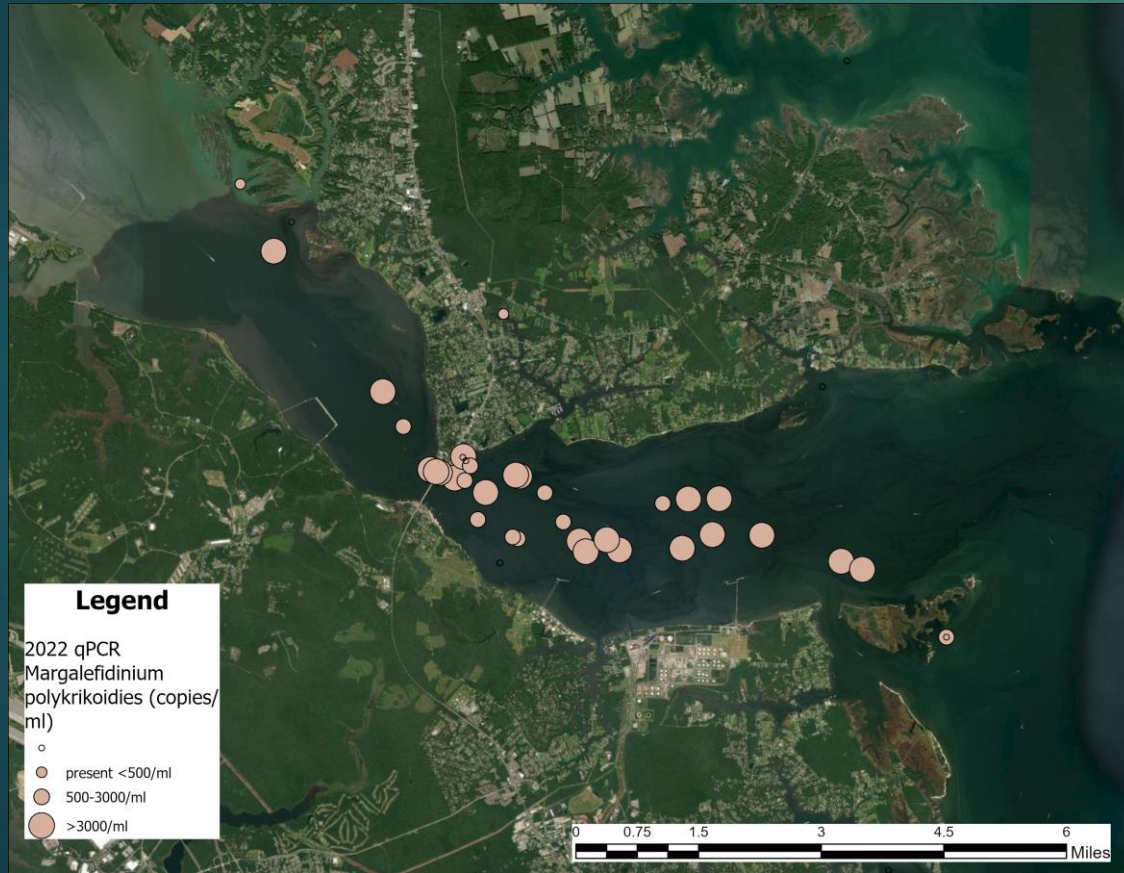 Legend
2022 qPCR
Margalefidinium
polykrikoidies (copies/
ml)
present <500/ml
500-3000/ml
>3000/ml
0 0.75 1.5 3 4.5 6
Miles